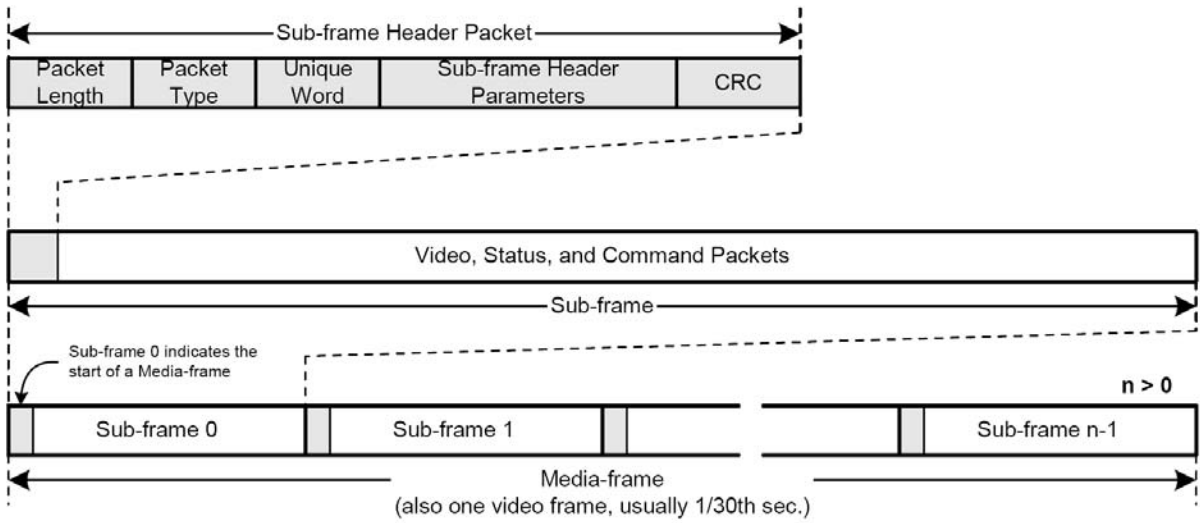 Sub-frame Header Packet
Packet Length
Packet Type
Unique Word
Sub-frame Header Parameters
CRC
Video, Status, and Command Packets
Sub-frame
Sub-frame 0 indicates the
start of a Media-frame
n > 0
Sub-frame 0
Sub-frame 1
Sub-frame n-1
Media-frame
(also one video frame, usually 1/30th sec.)